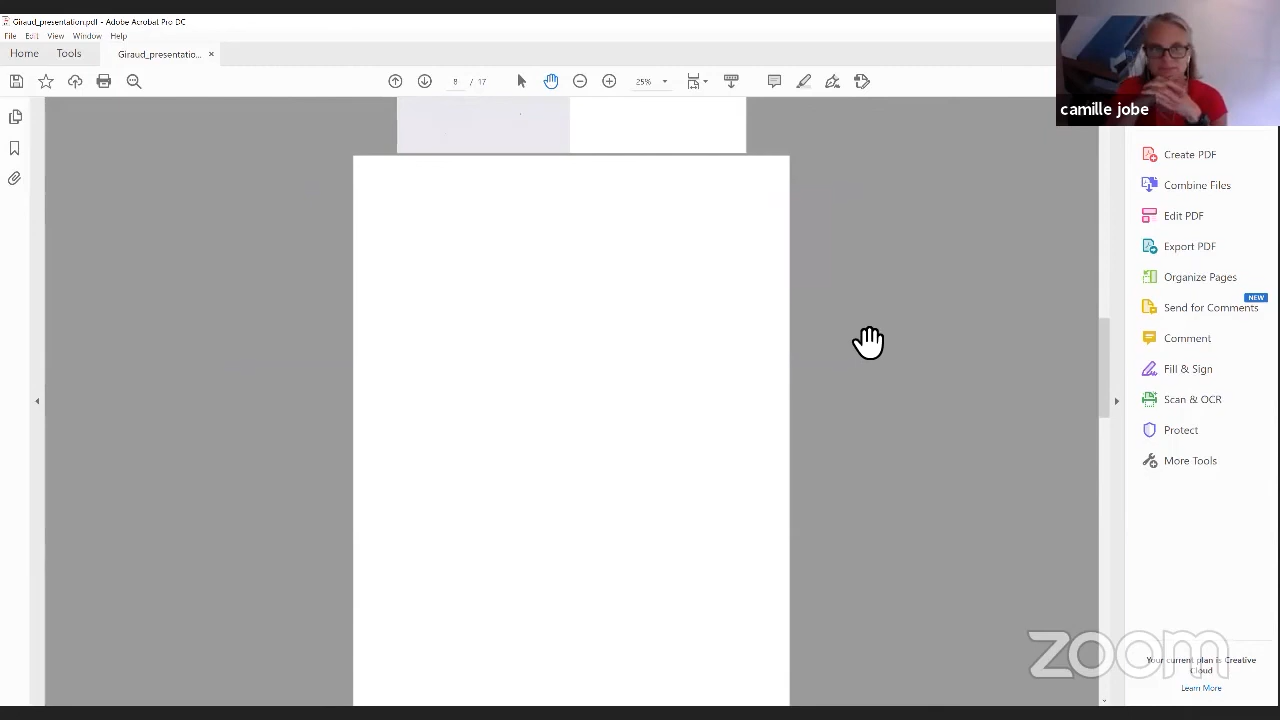 Giraud_presentation.pdf - Adobe Acrobat Pro DC
File Edit View Window Help
Home Tools Giraud_presentatio... ×
8 / 17 25%
camille jobe
Create PDF
Combine Files
Edit PDF
Export PDF
Organize Pages
NEW
Send for Comments
Comment
Fill & Sign
Scan & OCR
Protect
More Tools
zoom
Your current plan is Creative
Cloud
Learn More